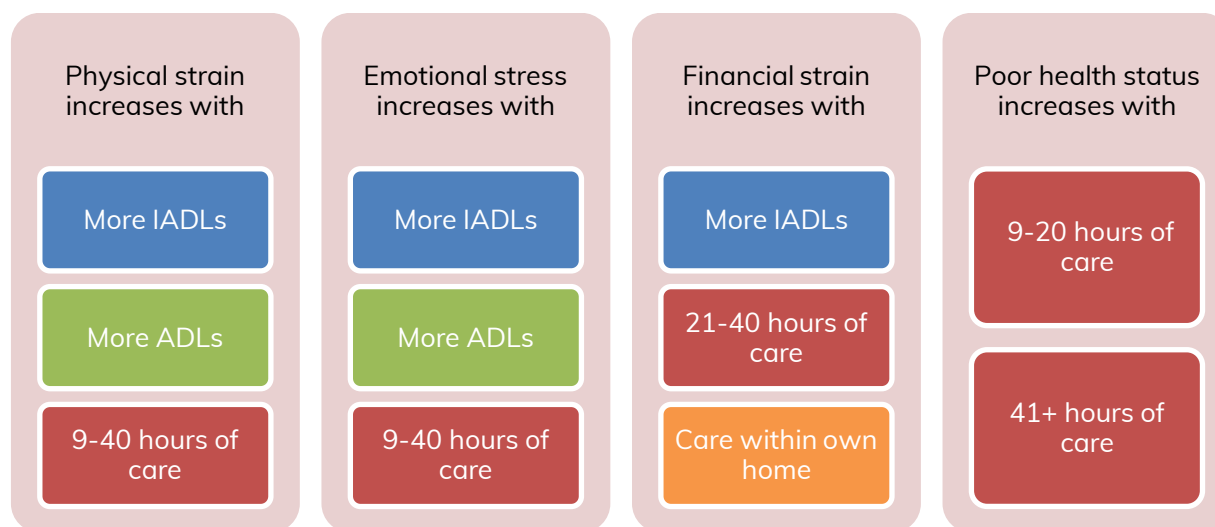 Physical strain
increases with
More IADLs
More ADLs
9-40 hours of
care
Emotional stress
increases with
More IADLs
More ADLs
9-40 hours of
care
Financial strain
increases with
More IADLs
21-40 hours of
care
Care within own
home
Poor health status
increases with
9-20 hours of
care
41+ hours of
care